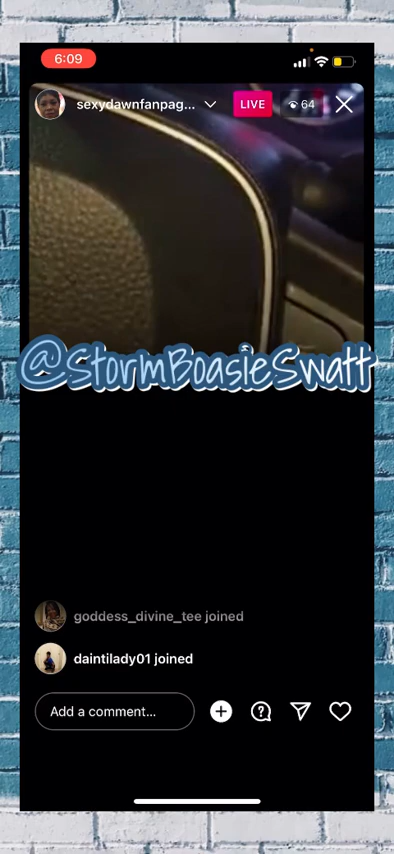 6:09
sexydawnfanpag... LIVE 64
@StormBoasieSwatt
goddess_divine_tee joined
daintilady01 joined
Add a comment...